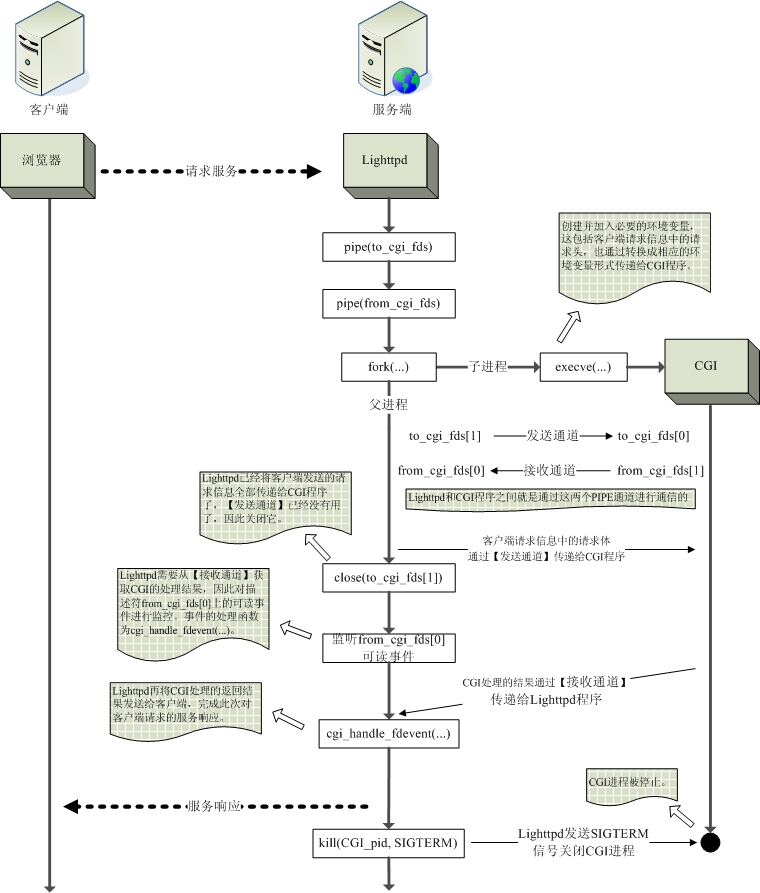 客户端
服务端
浏览器
请求服务
Lighttpd
pipe(to_cgi_fds)
创建并加入必要的环境变量,
这包括客户端请求信息中的请
求头，也通过转换成相应的环
境变量形式传递给CGI程序。
pipe(from_cgi_fds)
fork(...)
子进程
execve(...)
CGI
父进程
to_cgi_fds[1]
发送通道
to_cgi_fds[0]
from_cgi_fds[0]
接收通道
from_cgi_fds[1]
Lighttpd和CGI程序之间就是通过这两个PIPE通道进行通信的
Lighttpd已经将客户端发送的请
求信息全部传递给CGI程序
了，【发送通道】已经没有用
了，因此关闭它。
客户端请求信息中的请求体
通过【发送通道】传递给CGI程序
close(to_cgi_fds[1])
Lighttpd需要从【接收通道】获
取CGI的处理结果，因此对描
述符from_cgi_fds[0]上的可读事
件进行监控。事件的处理函数
为cgi_handle_fdevent(...)。
监听from_cgi_fds[0]
可读事件
CGI处理的结果通过【接收通道】
传递给Lighttpd程序
Lighttpd再将CGI处理的返回结
果发送给客户端，完成此次对
客户端请求的服务响应。
cgi_handle_fdevent(...)
服务响应
CGI进程被停止。
kill(CGI_pid, SIGTERM)
Lighttpd发送SIGTERM
信号关闭CGI进程